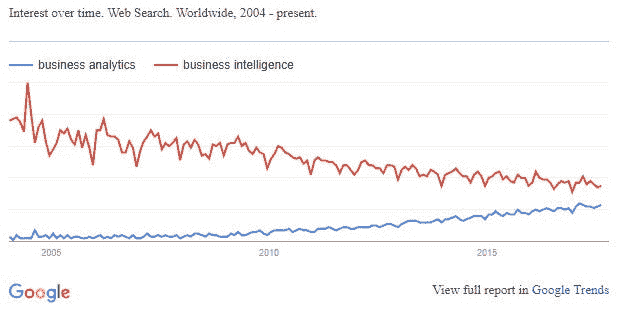 Interest over time. Web Search. Worldwide, 2004 - present.
business analytics business intelligence
2005 2010 2015
Google View full report in Google Trends